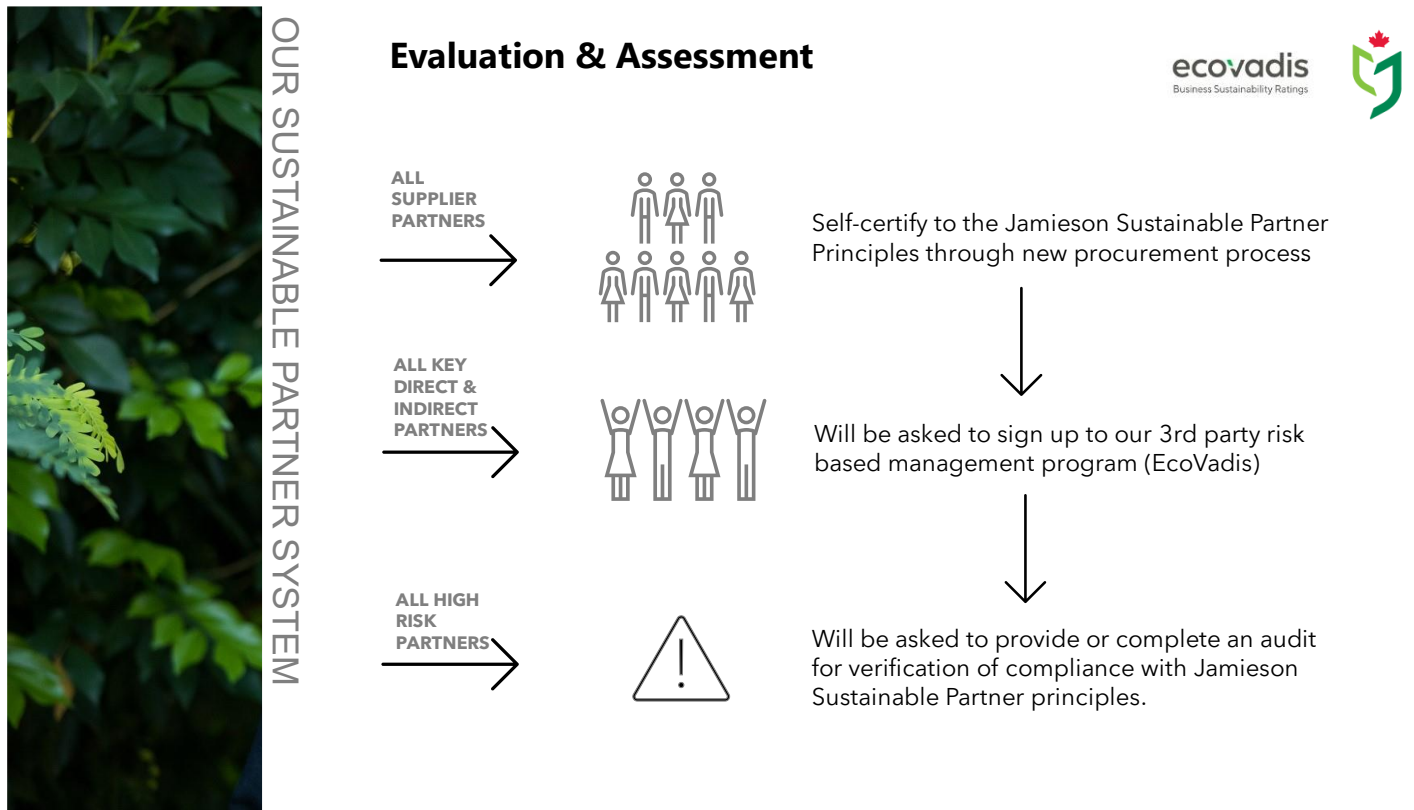 OUR SUSTAINABLE PARTNER SYSTEM
Evaluation & Assessment
ecovadis
Business Sustainability Ratings
ALL
SUPPLIER
PARTNERS
Self-certify to the Jamieson Sustainable Partner
Principles through new procurement process
ALL KEY
DIRECT &
INDIRECT
PARTNERS
Will be asked to sign up to our 3rd party risk
based management program (EcoVadis)
ALL HIGH
RISK
PARTNERS
Will be asked to provide or complete an audit
for verification of compliance with Jamieson
Sustainable Partner principles.